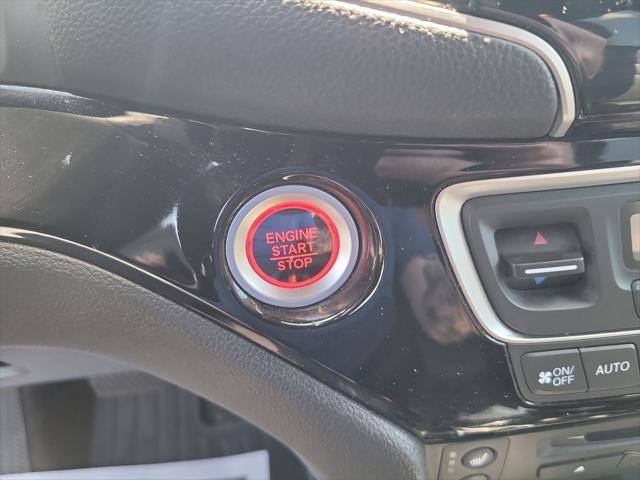 ENGINE
START
STOP
ON/
OFF
AUTO